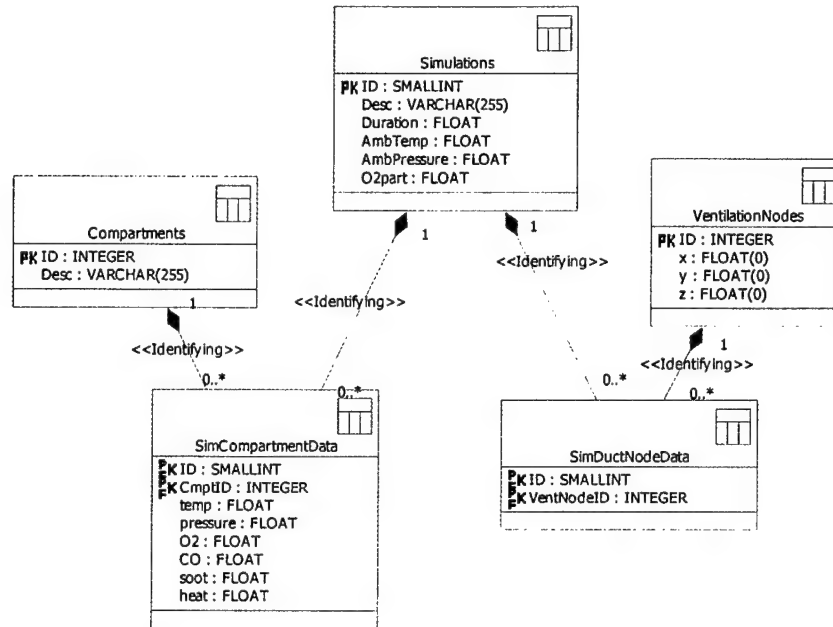 Simulations
PK ID : SMALLINT
Desc : VARCHAR(255)
Duration : FLOAT
AmbTemp : FLOAT
AmbPressure : FLOAT
O2part : FLOAT
Compartments
PK ID : INTEGER
Desc : VARCHAR(255)
VentilationNodes
PK ID : INTEGER
x : FLOAT(0)
y : FLOAT(0)
z : FLOAT(0)
1
1
1
1
<<Identifying>>
<<Identifying>>
<<Identifying>>
<<Identifying>>
0..*
0..*
0..*
0..*
SimCompartmentData
PFK ID : SMALLINT
PFK CmptID : INTEGER
temp : FLOAT
pressure : FLOAT
O2 : FLOAT
CO : FLOAT
soot : FLOAT
heat : FLOAT
SimDuctNodeData
PFK ID : SMALLINT
PFK VentNodeID : INTEGER